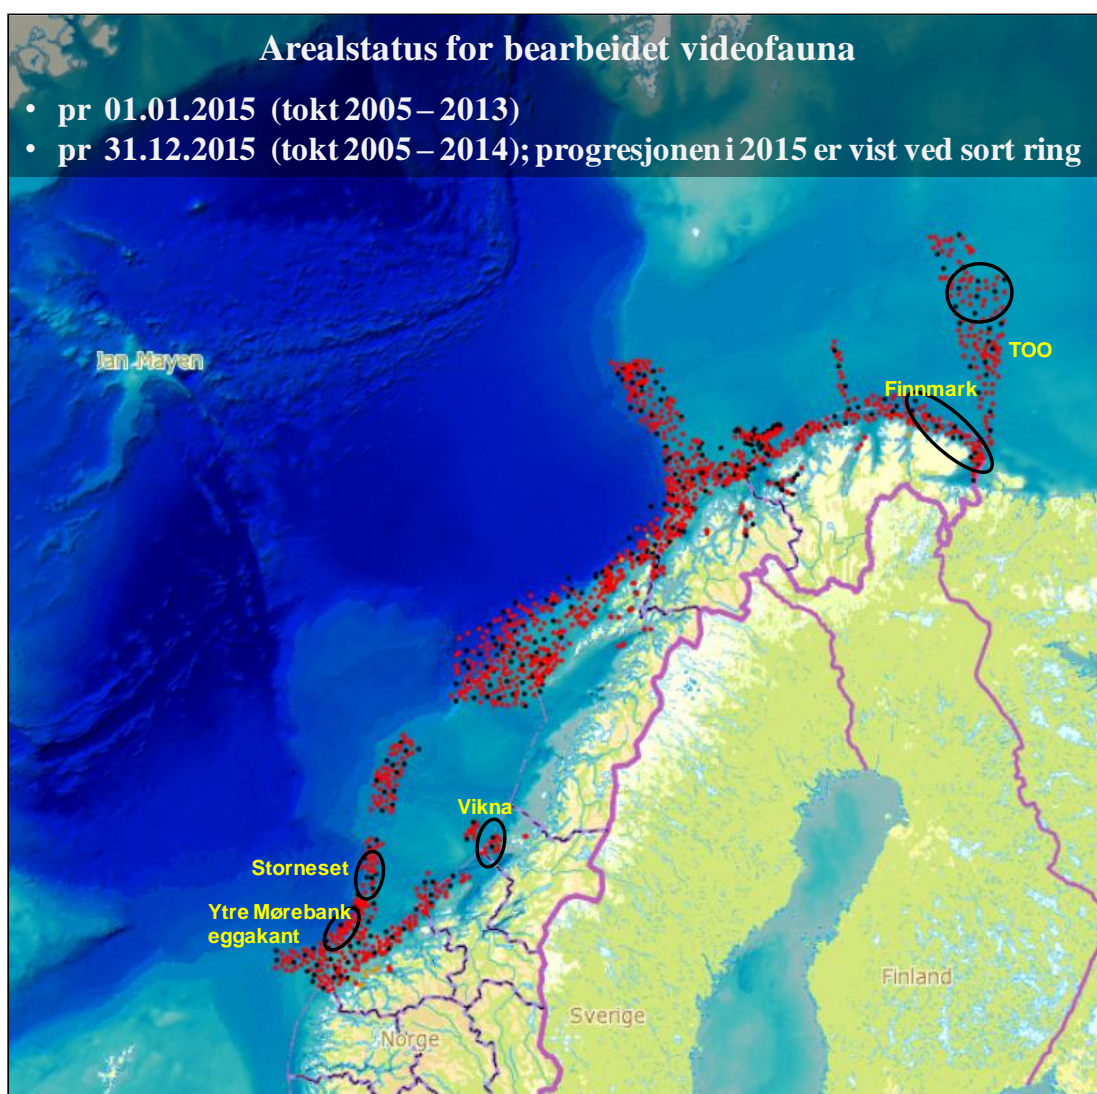 Arealstatus for bearbeidet videofauna
• pr 01.01.2015 (tokt 2005 – 2013)
• pr 31.12.2015 (tokt 2005 – 2014); progresjonen i 2015 er vist ved sort ring
Jan Mayen
TOO
Finnmark
Vikna
Storneset
Ytre Mørebank
eggakant
Finland
Sverige
Norge